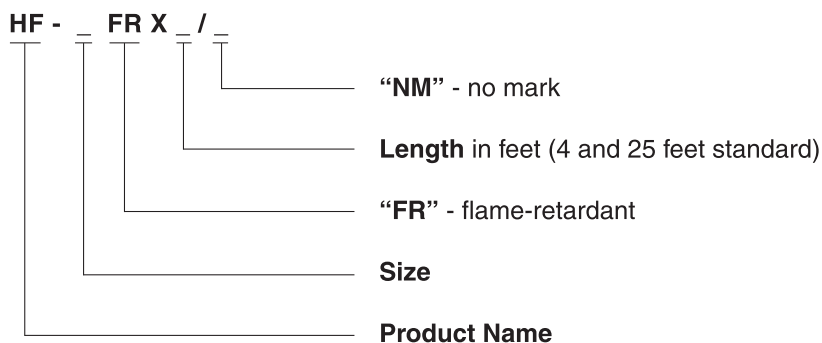 HF - _ FR X _ / _
“NM” - no mark
Length in feet (4 and 25 feet standard)
“FR” - flame-retardant
Size
Product Name